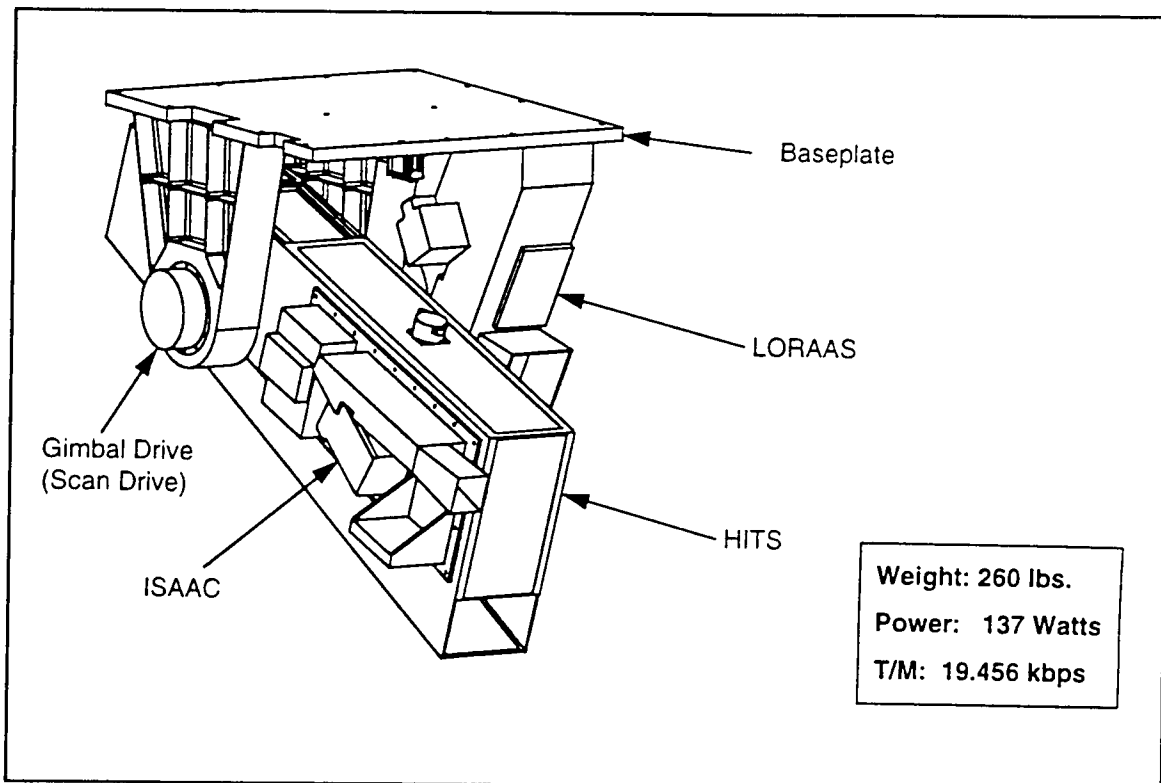 Baseplate
LORAAS
Gimbal Drive
(Scan Drive)
HITS
ISAAC
Weight: 260 lbs.
Power: 137 Watts
T/M: 19.456 kbps